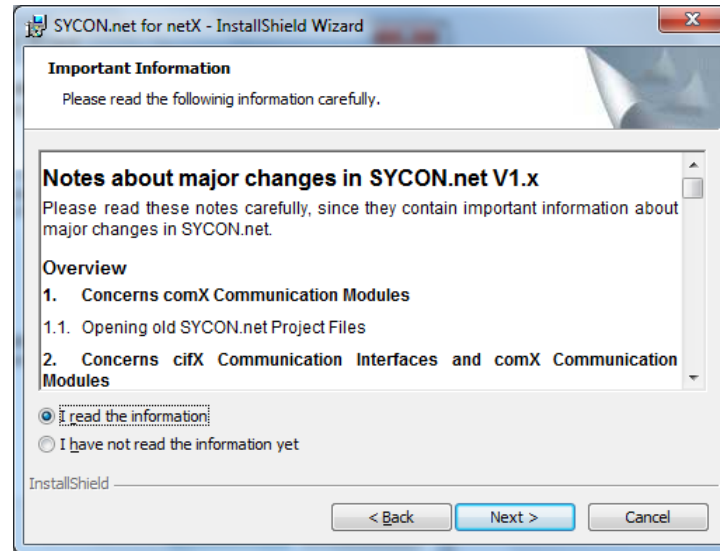 SYCON.net for netX - InstallShield Wizard
Important Information
Please read the followinig information carefully.
Notes about major changes in SYCON.net V1.x
Please read these notes carefully, since they contain important information about
major changes in SYCON.net.
Overview
1. Concerns comX Communication Modules
1.1. Opening old SYCON.net Project Files
2. Concerns cifX Communication Interfaces and comX Communication
Modules
I read the information
I have not read the information yet
InstallShield
< Back Next > Cancel